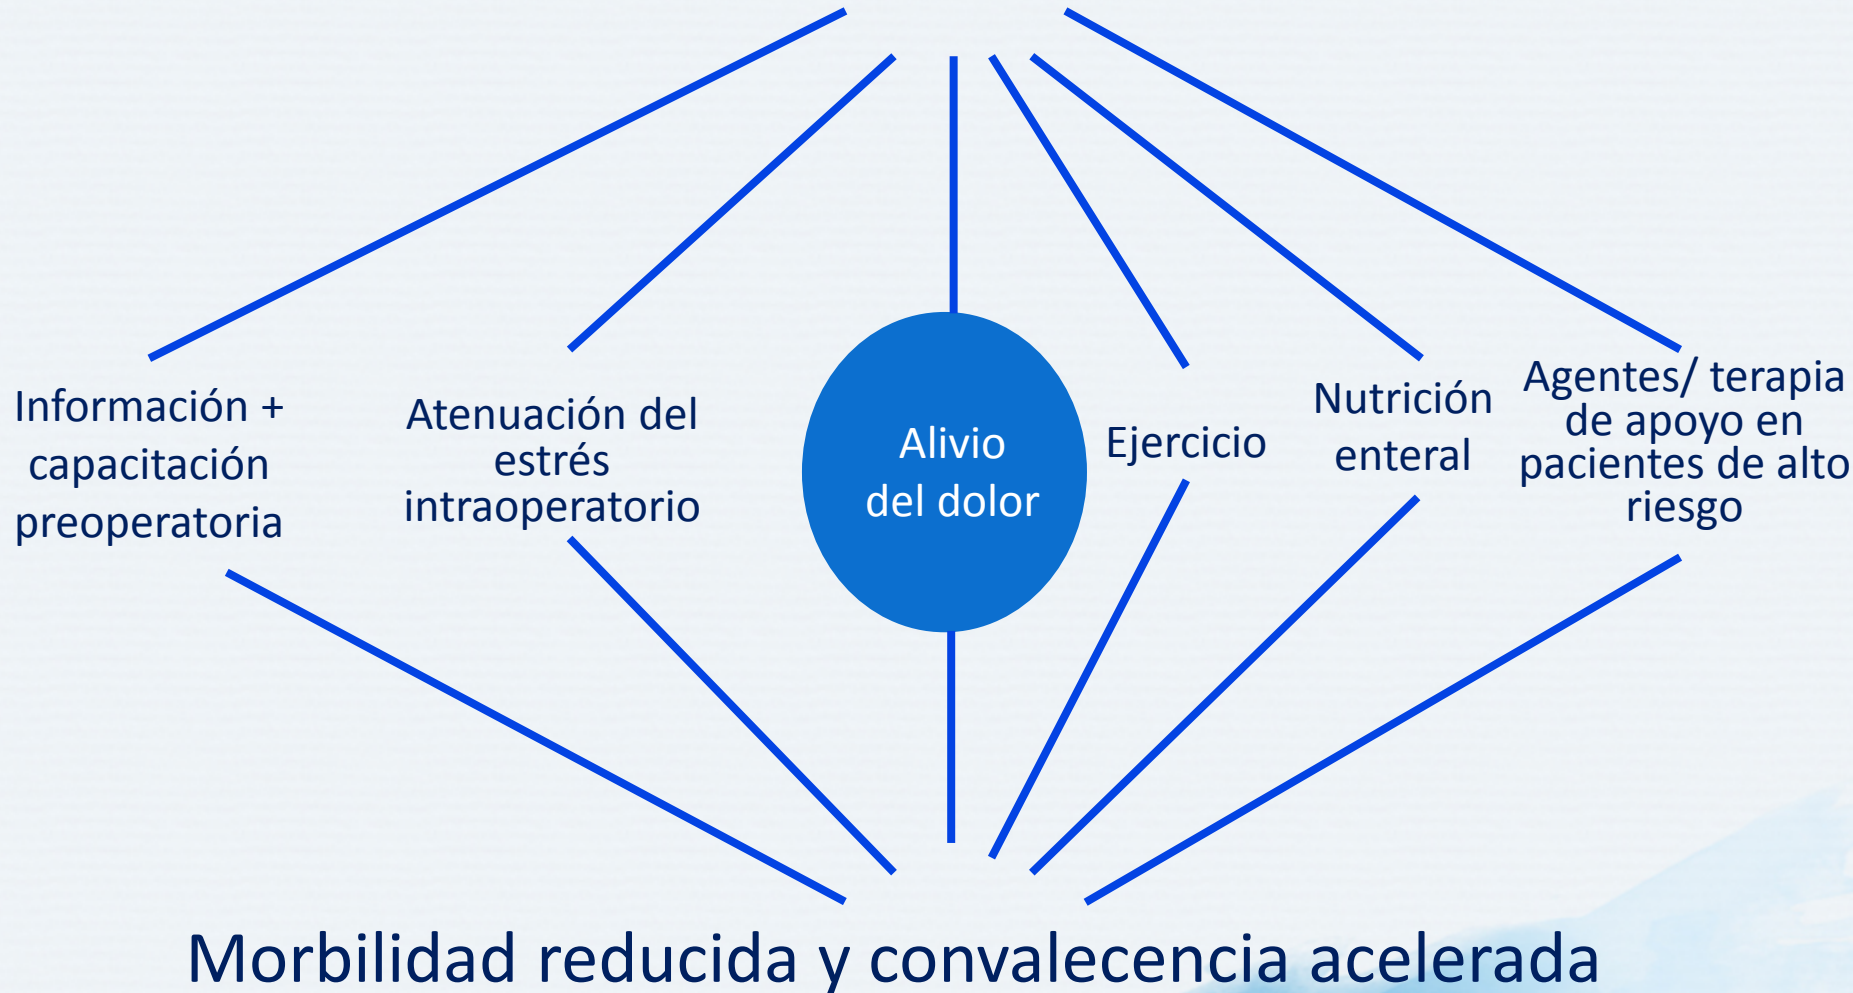 Información +
capacitación
preoperatoria
Atenuación del
estrés
intraoperatorio
Alivio
del dolor
Ejercicio
Nutrición
enteral
Agentes/ terapia
de apoyo en
pacientes de alto
riesgo
Morbilidad reducida y convalecencia acelerada